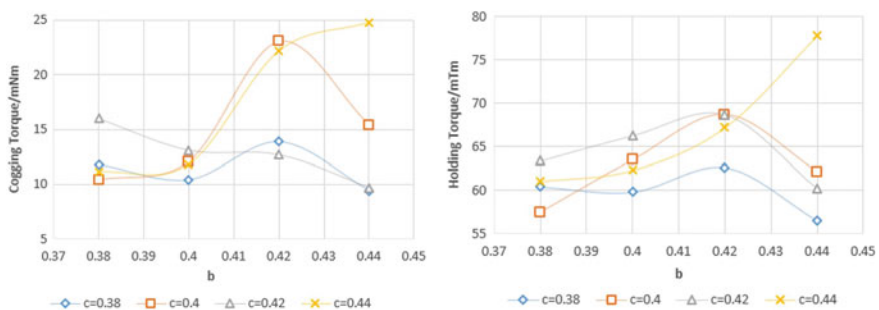 25
20
15
10
5
0.37 0.38 0.39 0.4 0.41 0.42 0.43 0.44 0.45
Cogging Torque/mNm
b
c=0.38 c=0.4 c=0.42 c=0.44
80
75
70
65
60
55
0.37 0.38 0.39 0.4 0.41 0.42 0.43 0.44 0.45
Holding Torque/mTm
b
c=0.38 c=0.4 c=0.42 c=0.44